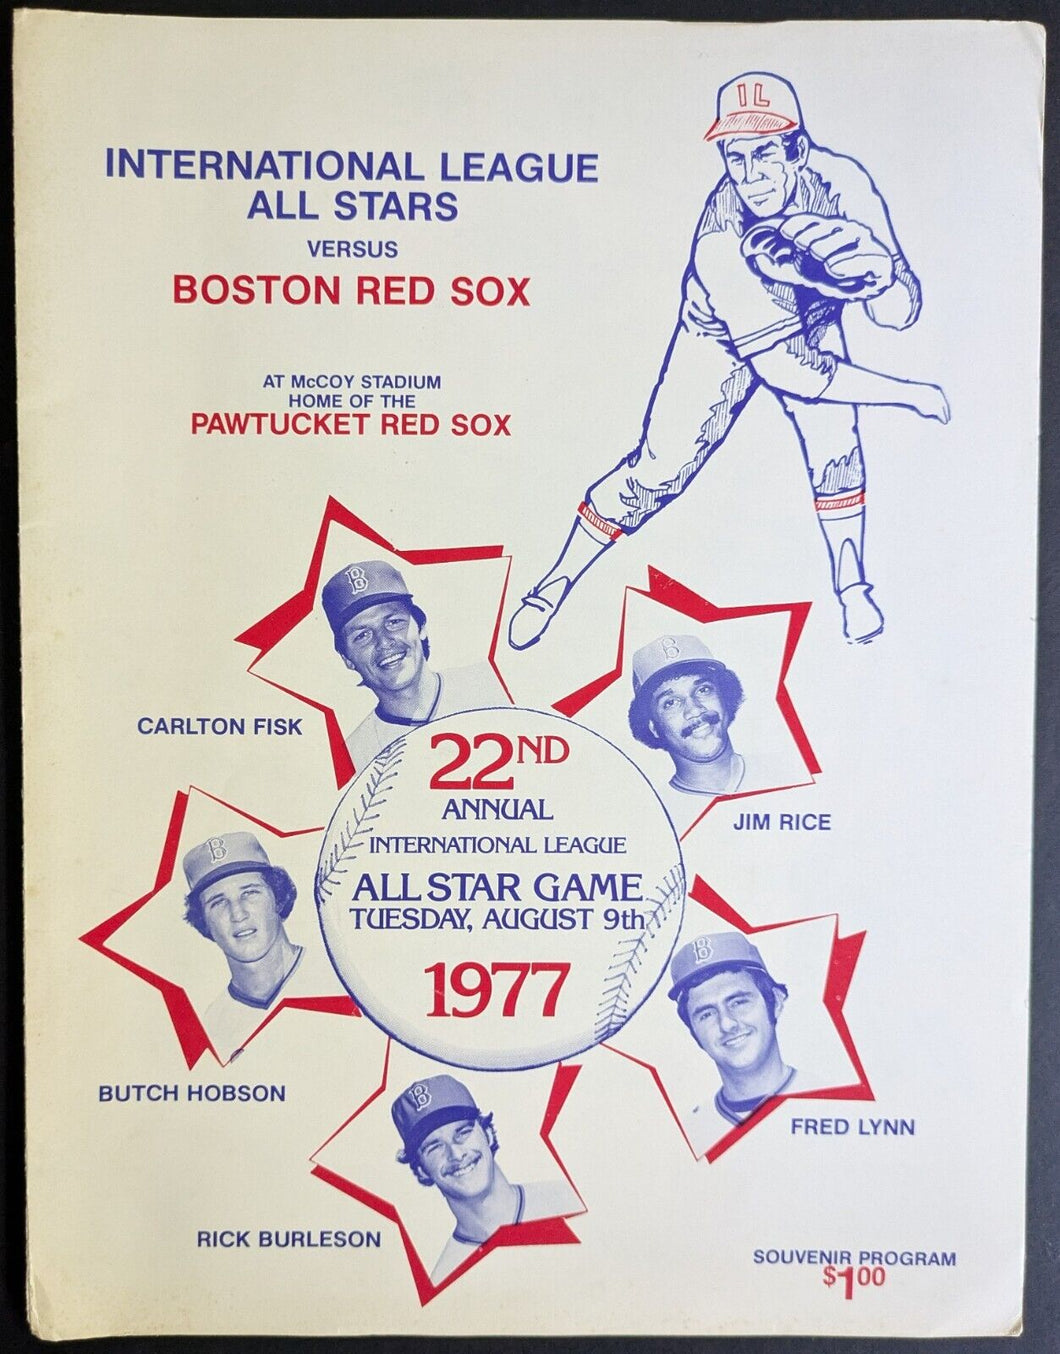 IL
INTERNATIONAL LEAGUE
ALL STARS
VERSUS
BOSTON RED SOX
AT McCOY STADIUM
HOME OF THE
PAWTUCKET RED SOX
B
B
CARLTON FISK
22ND
ANNUAL
JIM RICE
INTERNATIONAL LEAGUE
B
ALL STAR GAME
TUESDAY, AUGUST 9th
B
1977
BUTCH HOBSON
B
FRED LYNN
RICK BURLESON
SOUVENIR PROGRAM
$1.00